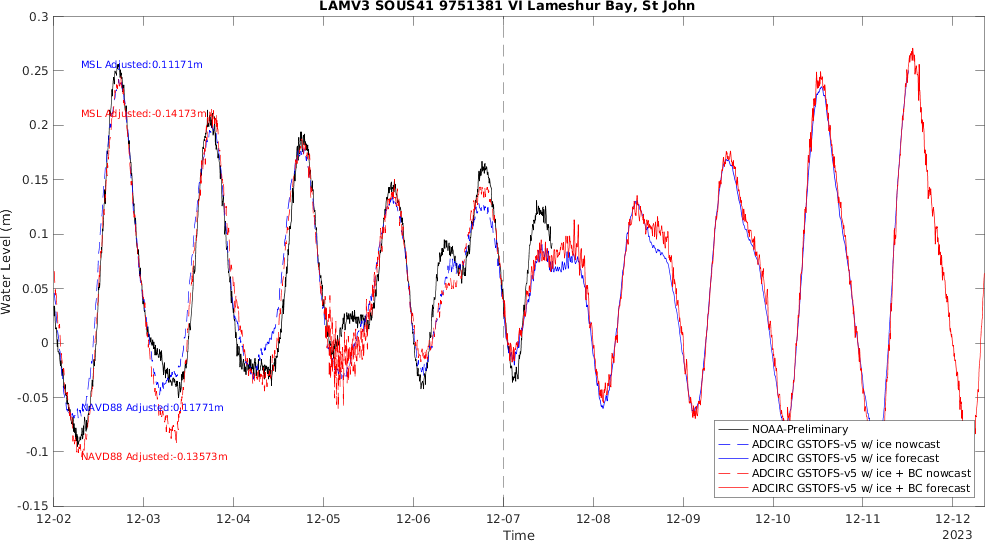 LAMV3 SOUS41 9751381 VI Lameshur Bay, St John
0.3
0.25
0.2
0.15
0.1
0.05
0
-0.05
-0.1
-0.15
Water Level (m)
MSL Adjusted:0.11171m
MSL Adjusted:-0.14173m
NAVD88 Adjusted:0.11771m
NAVD88 Adjusted:-0.13573m
NOAA-Preliminary
ADCIRC GSTOFS-v5 w/ ice nowcast
ADCIRC GSTOFS-v5 w/ ice forecast
ADCIRC GSTOFS-v5 w/ ice + BC nowcast
ADCIRC GSTOFS-v5 w/ ice + BC forecast
12-02 12-03 12-04 12-05 12-06 12-07 12-08 12-09 12-10 12-11 12-12
Time
2023